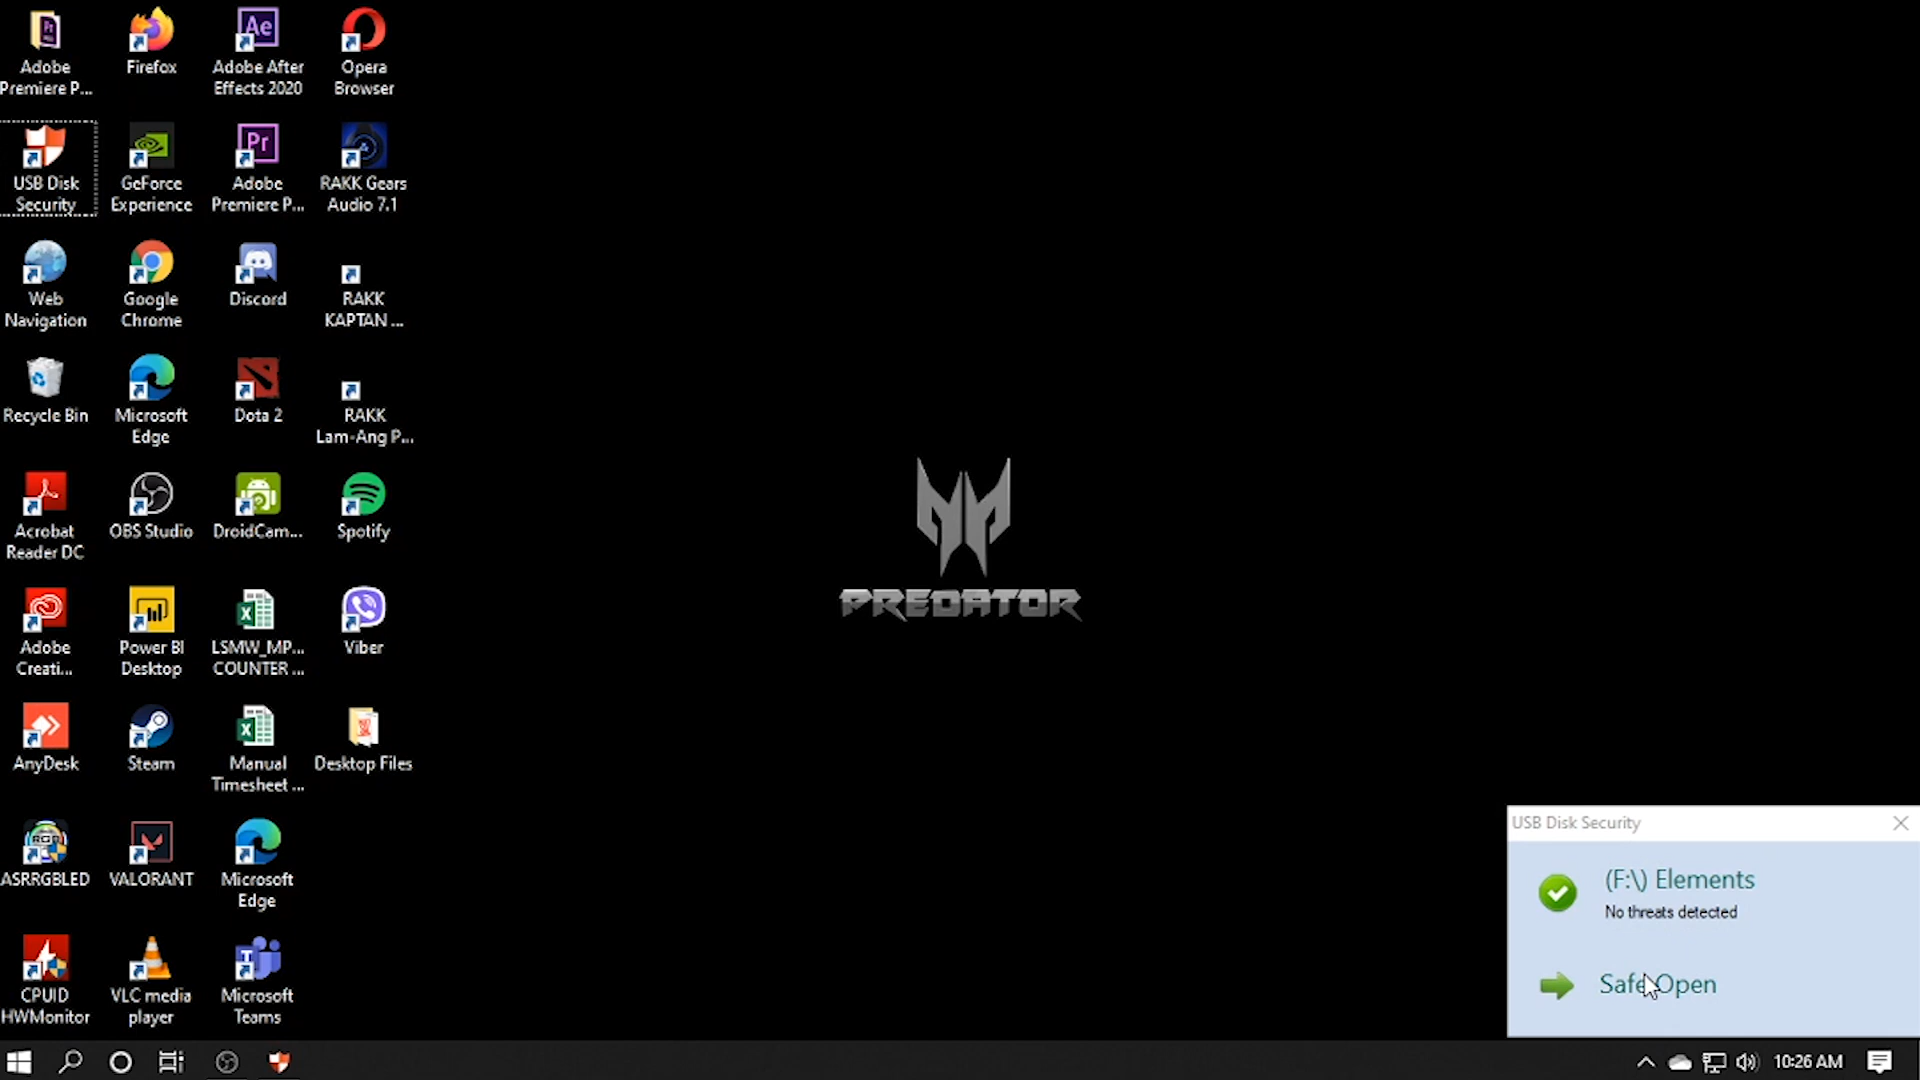 Adobe
Premiere P...
Firefox
Adobe After
Effects 2020
Opera
Browser
USB Disk
Security
GeForce
Experience
Adobe
Premiere P...
RAKK Gears
Audio 7.1
Web
Navigation
Google
Chrome
Discord
RAKK
KAPTAN ...
Recycle Bin
Microsoft
Edge
Dota 2
RAKK
Lam-Ang P...
Acrobat
Reader DC
OBS Studio
DroidCam...
Spotify
Adobe
Creati...
Power BI
Desktop
LSMW_MP...
COUNTER ...
Viber
PREDATOR
AnyDesk
Steam
Manual
Timesheet ...
Desktop Files
ASRRGBLED
VALORANT
Microsoft
Edge
CPUID
HWMonitor
VLC media
player
Microsoft
Teams
USB Disk Security
(F:\) Elements
No threats detected
Safe Open
10:26 AM